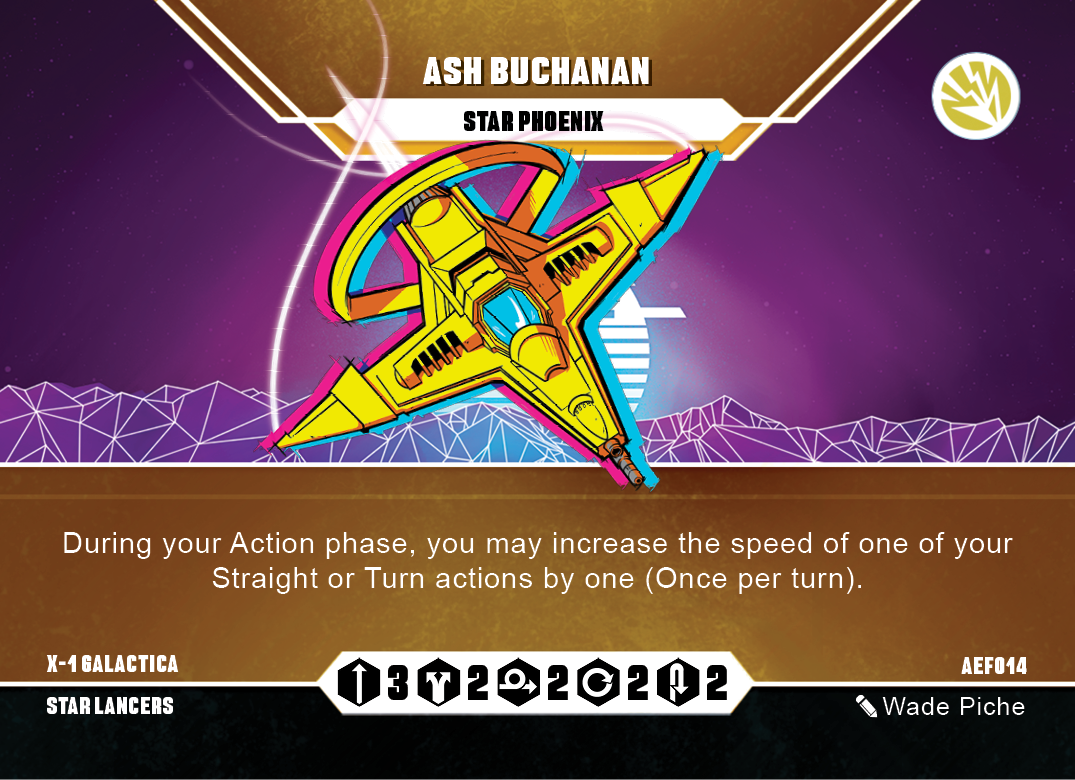 ASH BUCHANAN
STAR PHOENIX
During your Action phase, you may increase the speed of one of your
Straight or Turn actions by one (Once per turn).
X-1 GALACTICA
AEF014
3 2 2 2 2
STAR LANCERS
Wade Piche